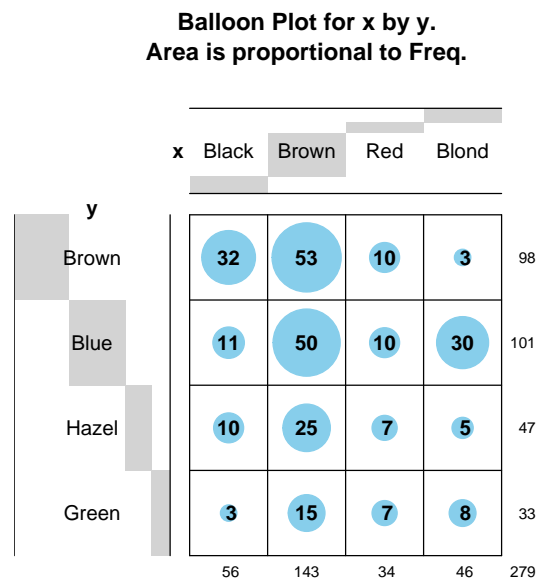 Balloon Plot for x by y.
Area is proportional to Freq.
x Black Brown Red Blond
y
Brown 32 53 10 3 98
Blue 11 50 10 30 101
Hazel 10 25 7 5 47
Green 3 15 7 8 33
56 143 34 46 279